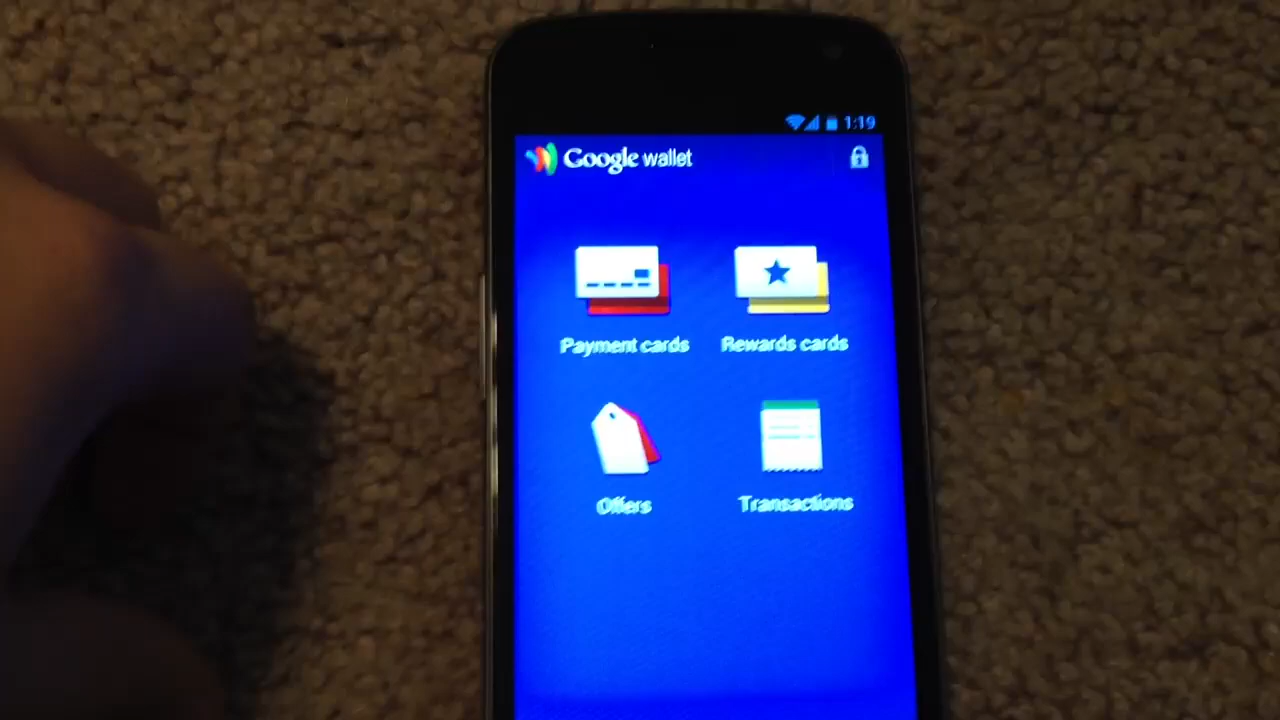 1:19
Google wallet
Payment cards
Rewards cards
Offers
Transactions